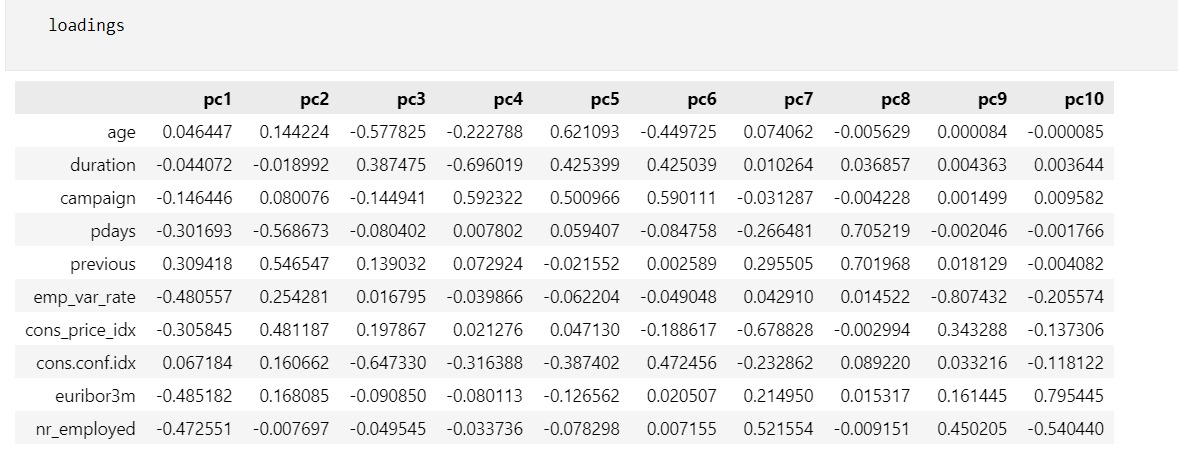 loadings
pc1 pc2 pc3 pc4 pc5 pc6 pc7 pc8 pc9 pc10
age 0.046447 0.144224 -0.577825 -0.222788 0.621093 -0.449725 0.074062 -0.005629 0.000084 -0.000085
duration -0.044072 -0.018992 0.387475 -0.696019 0.425399 0.425039 0.010264 0.036857 0.004363 0.003644
campaign -0.146446 0.080076 -0.144941 0.592322 0.500966 0.590111 -0.031287 -0.004228 0.001499 0.009582
pdays -0.301693 -0.568673 -0.080402 0.007802 0.059407 -0.084758 -0.266481 0.705219 -0.002046 -0.001766
previous 0.309418 0.546547 0.139032 0.072924 -0.021552 0.002589 0.295505 0.701968 0.018129 -0.004082
emp_var_rate -0.480557 0.254281 0.016795 -0.039866 -0.062204 -0.049048 0.042910 0.014522 -0.807432 -0.205574
cons_price_idx -0.305845 0.481187 0.197867 0.021276 0.047130 -0.188617 -0.678828 -0.002994 0.343288 -0.137306
cons.conf.idx 0.067184 0.160662 -0.647330 -0.316388 -0.387402 0.472456 -0.232862 0.089220 0.033216 -0.118122
euribor3m -0.485182 0.168085 -0.090850 -0.080113 -0.126562 0.020507 0.214950 0.015317 0.161445 0.795445
nr_employed -0.472551 -0.007697 -0.049545 -0.033736 -0.078298 0.007155 0.521554 -0.009151 0.450205 -0.540440